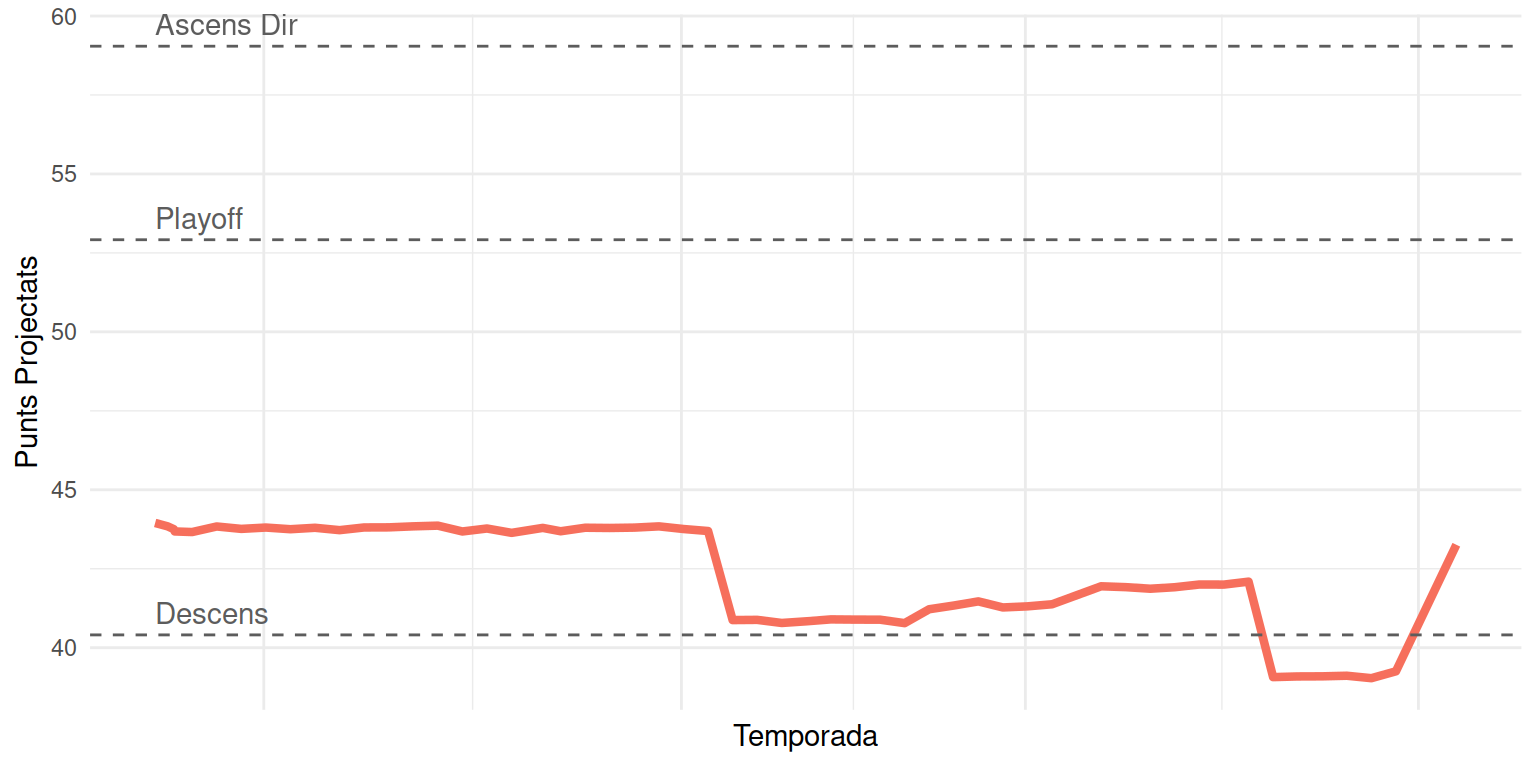 60
Ascens Dir
55
Playoff
50
45
Descens
40
Punts Projectats
Temporada